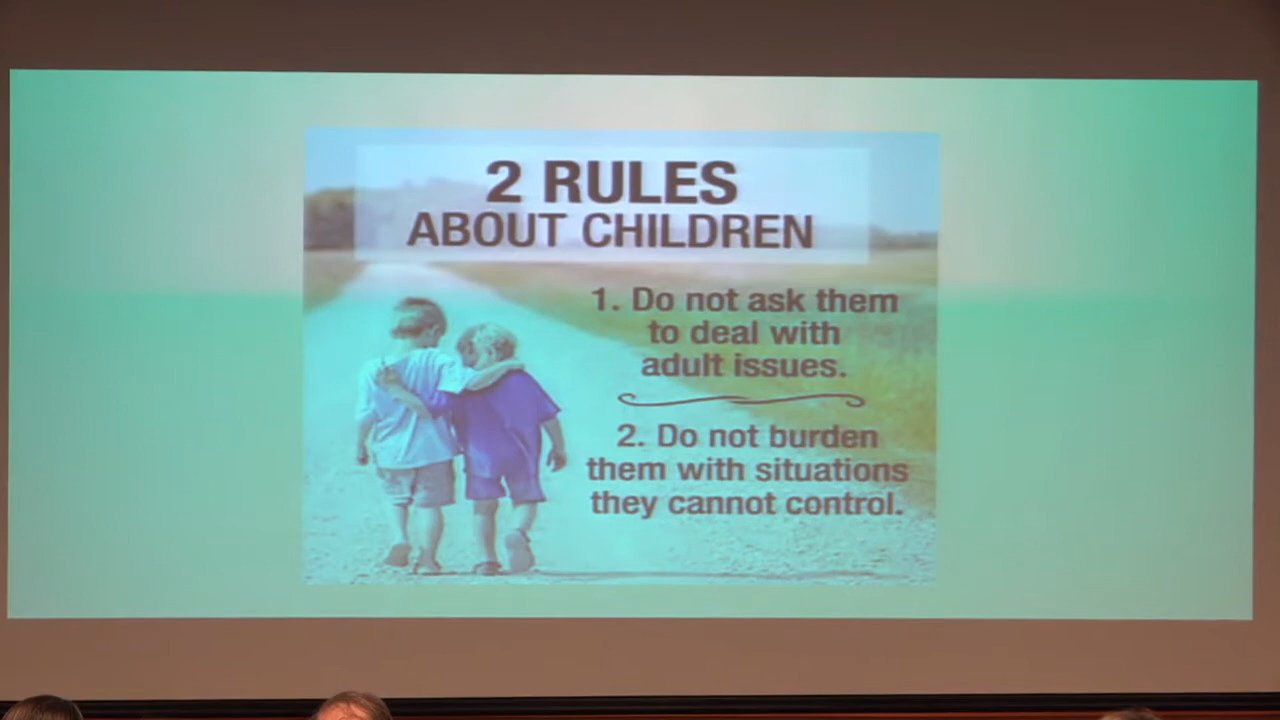 2 RULES
ABOUT CHILDREN
1. Do not ask them
to deal with
adult issues.
2. Do not burden
them with situations
they cannot control.